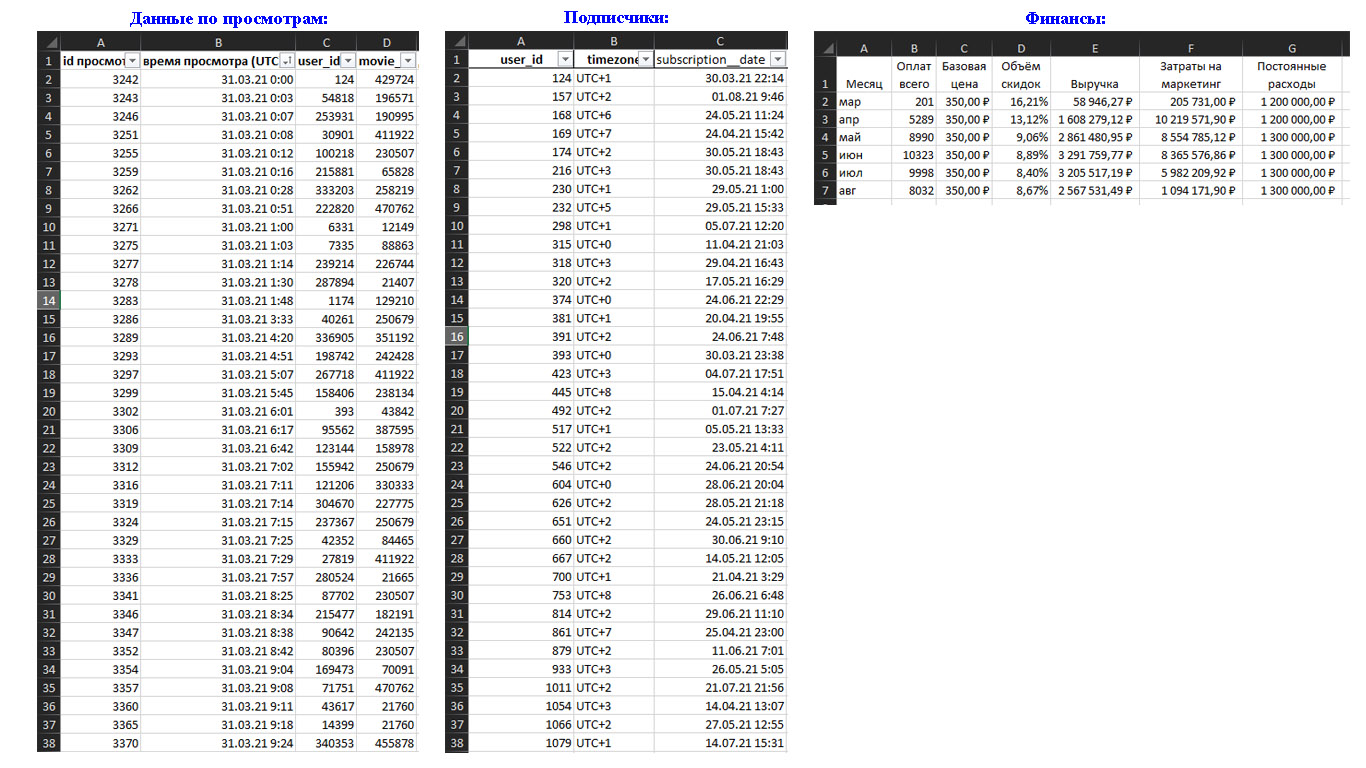 Данные по просмотрам:
Подписчики:
Финансы:
A B C D
1 id просмот время просмотра (UTC user_id movie_
2 3242 31.03.21 0:00 124 429724
3 3243 31.03.21 0:03 54818 196571
4 3246 31.03.21 0:07 253931 190995
5 3251 31.03.21 0:08 30901 411922
6 3255 31.03.21 0:12 100218 230507
7 3259 31.03.21 0:16 215881 65828
8 3262 31.03.21 0:28 333203 258219
9 3266 31.03.21 0:51 222820 470762
10 3271 31.03.21 1:00 6331 12149
11 3275 31.03.21 1:03 7335 88863
12 3277 31.03.21 1:14 239214 226744
13 3278 31.03.21 1:30 287894 21407
14 3283 31.03.21 1:48 1174 129210
15 3286 31.03.21 3:33 40261 250679
16 3289 31.03.21 4:20 336905 351192
17 3293 31.03.21 4:51 198742 242428
18 3297 31.03.21 5:07 267718 411922
19 3299 31.03.21 5:45 158406 238134
20 3302 31.03.21 6:01 393 43842
21 3306 31.03.21 6:17 95562 387595
22 3309 31.03.21 6:42 123144 158978
23 3312 31.03.21 7:02 155942 250679
24 3316 31.03.21 7:11 121206 330333
25 3319 31.03.21 7:14 304670 227775
26 3324 31.03.21 7:15 237367 250679
27 3329 31.03.21 7:25 42352 84465
28 3333 31.03.21 7:29 27819 411922
29 3336 31.03.21 7:57 280524 21665
30 3341 31.03.21 8:25 87702 230507
31 3346 31.03.21 8:34 215477 182191
32 3347 31.03.21 8:38 90642 242135
33 3352 31.03.21 8:42 80396 230507
34 3354 31.03.21 9:04 169473 70091
35 3357 31.03.21 9:08 71751 470762
36 3360 31.03.21 9:11 43617 21760
37 3365 31.03.21 9:18 14399 21760
38 3370 31.03.21 9:24 340353 455878
A B C
1 user_id timezone subscription__date
2 124 UTC+1 30.03.21 22:14
3 157 UTC+2 01.08.21 9:46
4 168 UTC+6 24.05.21 11:24
5 169 UTC+7 24.04.21 15:42
6 174 UTC+2 30.05.21 18:43
7 216 UTC+3 30.05.21 18:43
8 230 UTC+1 29.05.21 1:00
9 232 UTC+5 29.05.21 15:33
10 298 UTC+1 05.07.21 12:20
11 315 UTC+0 11.04.21 21:03
12 318 UTC+3 29.04.21 16:43
13 320 UTC+2 17.05.21 16:29
14 374 UTC+0 24.06.21 22:29
15 381 UTC+1 20.04.21 19:55
16 391 UTC+2 24.06.21 7:48
17 393 UTC+0 30.03.21 23:38
18 423 UTC+3 04.07.21 17:51
19 445 UTC+8 15.04.21 4:14
20 492 UTC+2 01.07.21 7:27
21 517 UTC+1 05.05.21 13:33
22 522 UTC+2 23.05.21 4:11
23 546 UTC+2 24.06.21 20:54
24 604 UTC+0 28.06.21 20:04
25 626 UTC+2 28.05.21 21:18
26 651 UTC+2 24.05.21 23:15
27 660 UTC+2 30.06.21 9:10
28 667 UTC+2 14.05.21 12:05
29 700 UTC+1 21.04.21 3:29
30 753 UTC+8 26.06.21 6:48
31 814 UTC+2 29.06.21 11:10
32 861 UTC+7 25.04.21 23:00
33 879 UTC+2 11.06.21 7:01
34 933 UTC+3 26.05.21 5:05
35 1011 UTC+2 21.07.21 21:56
36 1054 UTC+3 14.04.21 13:07
37 1066 UTC+2 27.05.21 12:55
38 1079 UTC+1 14.07.21 15:31
A B C D E F G
Оплат Базовая Объём Затраты на Постоянные
1 Месяц всего цена скидок Выручка маркетинг расходы
2 мар 201 350,00 ₽ 16,21% 58 946,27 ₽ 205 731,00 ₽ 1 200 000,00 ₽
3 апр 5289 350,00 ₽ 13,12% 1 608 279,12 ₽ 10 219 571,90 ₽ 1 200 000,00 ₽
4 май 8990 350,00 ₽ 9,06% 2 861 480,95 ₽ 8 554 785,12 ₽ 1 300 000,00 ₽
5 июн 10323 350,00 ₽ 8,89% 3 291 759,77 ₽ 8 365 576,86 ₽ 1 300 000,00 ₽
6 июл 9998 350,00 ₽ 8,40% 3 205 517,19 ₽ 5 982 209,92 ₽ 1 300 000,00 ₽
7 авг 8032 350,00 ₽ 8,67% 2 567 531,49 ₽ 1 094 171,90 ₽ 1 300 000,00 ₽